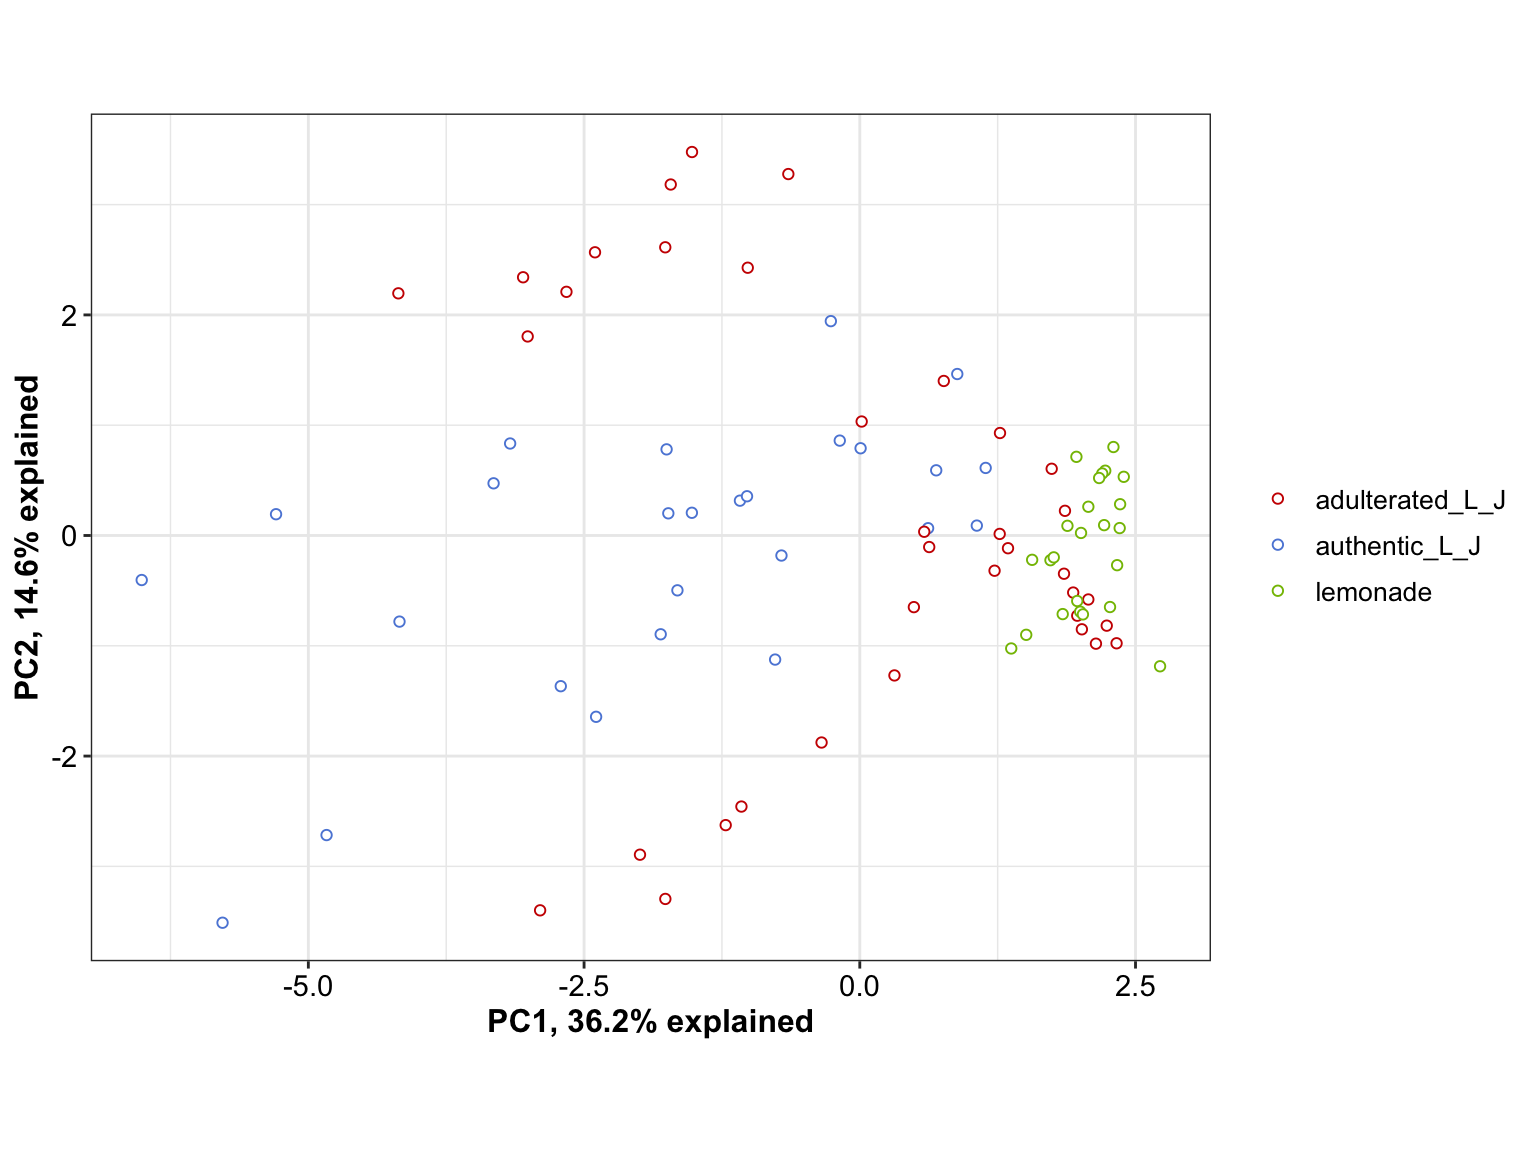 PC2, 14.6% explained
2
0
-2
-5.0
-2.5
0.0
2.5
PC1, 36.2% explained
adulterated_L_J
authentic_L_J
lemonade